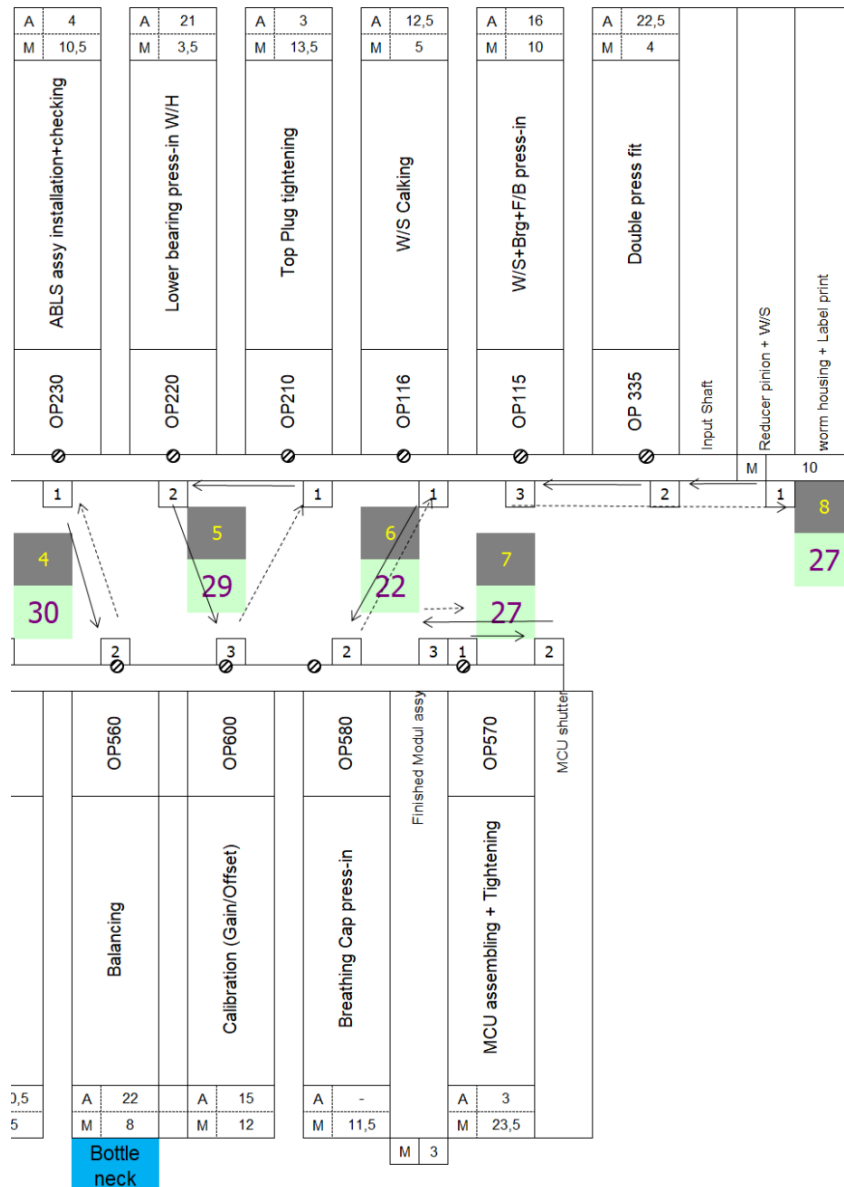 A 4 A 21 A 3 A 12,5 A 16 A 22,5
M 10,5 M 3,5 M 13,5 M 5 M 10 M 4
ABLS assy installation+checking
Lower bearing press-in W/H
Top Plug tightening
W/S Calking
W/S+Brg+F/B press-in
Double press fit
Input Shaft
Reducer pinion + W/S
worm housing + Label print
OP230
OP220
OP210
OP116
OP115
OP 335
M 10
1 2 1 1 3 2 1
8
27
5
29
6
22
4
30
7
27
2 3 2 3 1 2
OP560
OP600
OP580
Finished Modul assy
OP570
MCU shutter
Balancing
Calibration (Gain/Offset)
Breathing Cap press-in
MCU assembling + Tightening
0,5 A 22 A 15 A - A 3
5 M 8 M 12 M 11,5 M 23,5
M 3
Bottle
neck